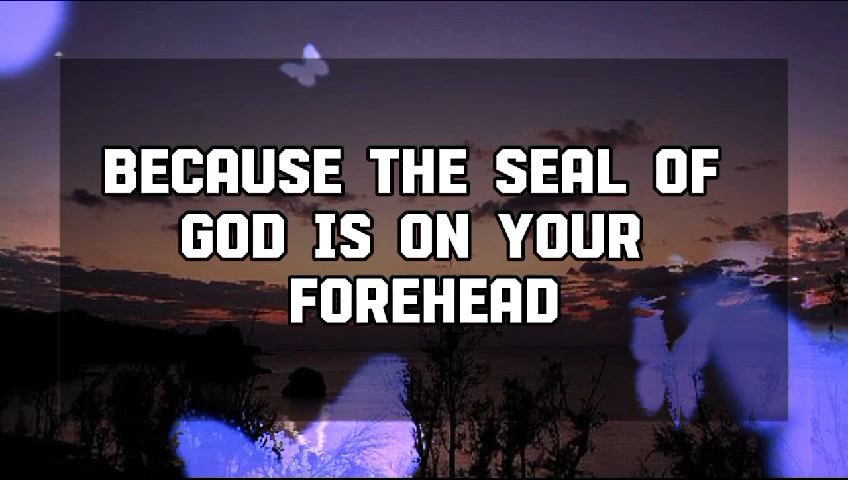 BECAUSE THE SEAL OF
GOD IS ON YOUR
FOREHEAD